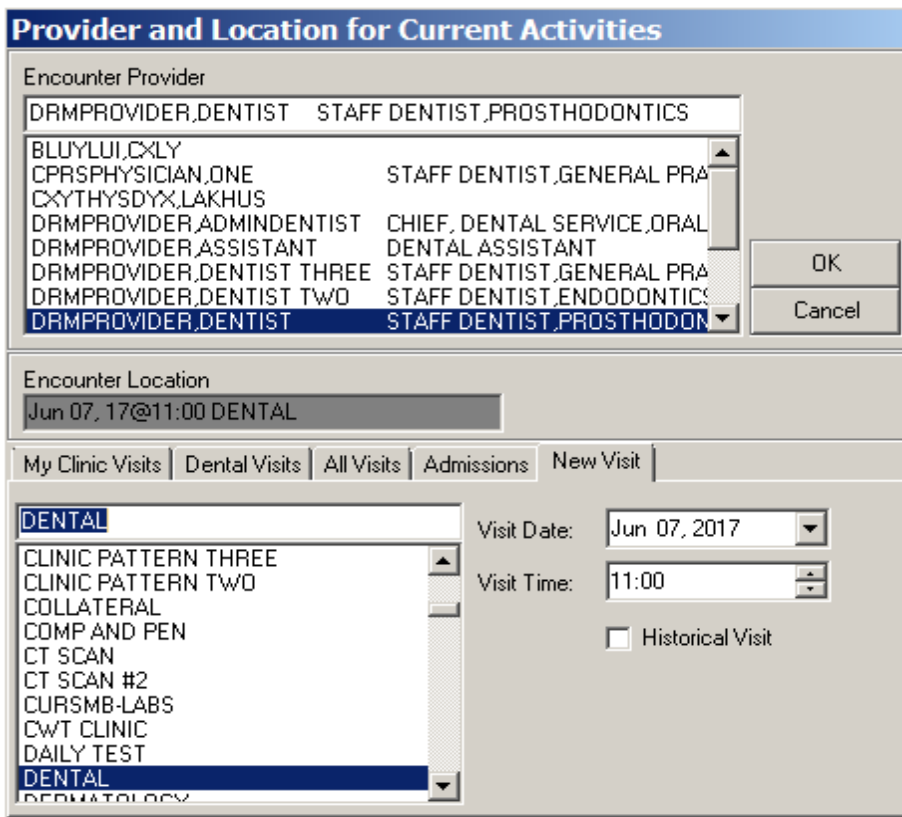 Provider and Location for Current Activities
Encounter Provider
DRMPROVIDER,DENTIST STAFF DENTIST,PROSTHODONTICS
BLUYLUI,CXLY
CPRSPHYSICIAN,ONE STAFF DENTIST,GENERAL PRA
CXYTHYSDYX,LAKHUS
DRMPROVIDER,ADMINDENTIST CHIEF, DENTAL SERVICE,ORAL
DRMPROVIDER,ASSISTANT DENTAL ASSISTANT
DRMPROVIDER,DENTIST THREE STAFF DENTIST,GENERAL PRA
DRMPROVIDER,DENTIST TWO STAFF DENTIST,ENDODONTICS
DRMPROVIDER,DENTIST STAFF DENTIST,PROSTHODON
OK
Cancel
Encounter Location
Jun 07, 17@11:00 DENTAL
My Clinic Visits Dental Visits All Visits Admissions New Visit
DENTAL
CLINIC PATTERN THREE
CLINIC PATTERN TWO
COLLATERAL
COMP AND PEN
CT SCAN
CT SCAN #2
CURSMB-LABS
CWT CLINIC
DAILY TEST
DENTAL
DERMATOLOGY
Visit Date: Jun 07, 2017
Visit Time: 11:00
Historical Visit